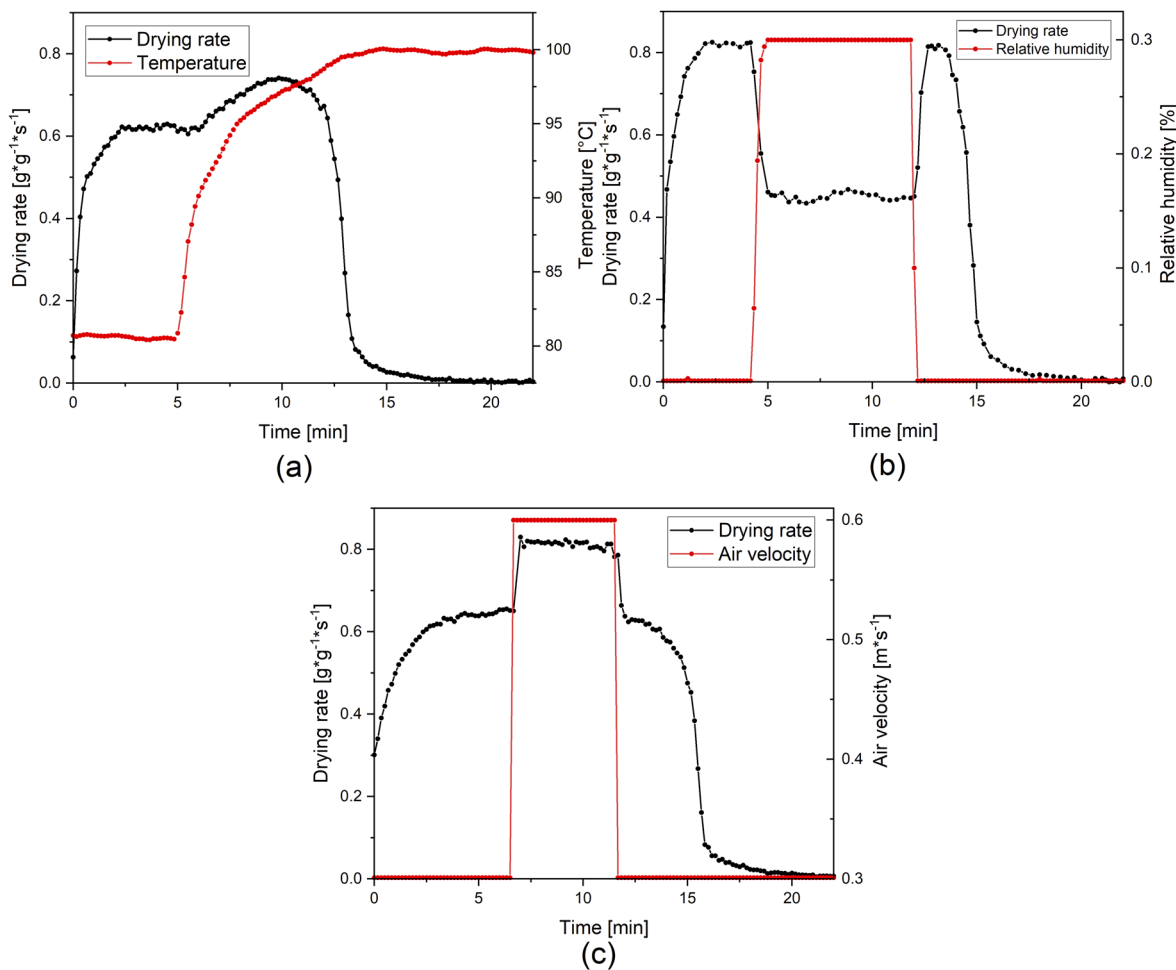 Drying rate
Temperature
Drying rate [g*g⁻¹*s⁻¹]
0.0
0.2
0.4
0.6
0.8
0
5
10
15
20
Time [min]
80
85
90
95
100
Temperature [°C]
(a)
Drying rate
Relative humidity
Drying rate [g*g⁻¹*s⁻¹]
0.0
0.2
0.4
0.6
0.8
0
5
10
15
20
Time [min]
0.0
0.1
0.2
0.3
Relative humidity [%]
(b)
Drying rate
Air velocity
Drying rate [g*g⁻¹*s⁻¹]
0.0
0.2
0.4
0.6
0.8
0
5
10
15
20
Time [min]
0.3
0.4
0.5
0.6
Air velocity [m*s⁻¹]
(c)